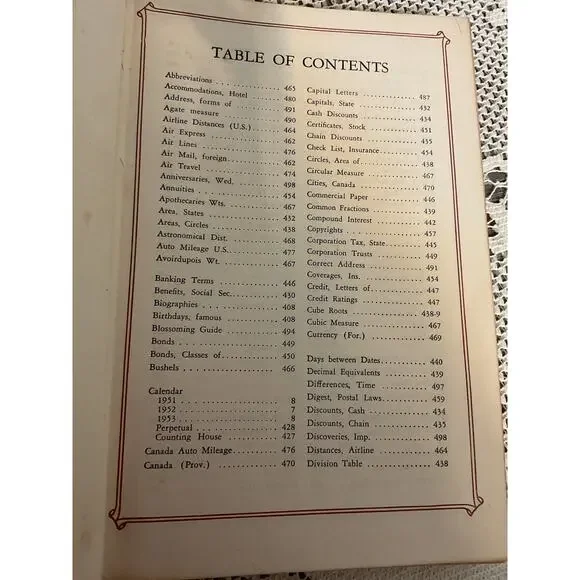 TABLE OF CONTENTS
Abbreviations . . . . . . . . . . 465
Accommodations, Hotel . . . . . . . 480
Address, forms of . . . . . . . . 490
Agate measure . . . . . . . . . 491
Airline Distances (U.S.) . . . . . . 464
Air Express . . . . . . . . . . 462
Air Lines . . . . . . . . . . . 476
Air Mail, foreign . . . . . . . . . 462
Air Travel . . . . . . . . . . . 474
Anniversaries, Wed. . . . . . . . . 498
Annuities . . . . . . . . . . . 454
Apothecaries Wts. . . . . . . . . . 467
Area, States . . . . . . . . . . 432
Areas, Circles . . . . . . . . . . 438
Astronomical Dist. . . . . . . . . 468
Auto Mileage U.S. . . . . . . . . . 477
Avoirdupois Wt. . . . . . . . . . 467
Banking Terms . . . . . . . . . . 446
Benefits, Social Sec. . . . . . . . . 430
Biographies . . . . . . . . . . . 408
Birthdays, famous . . . . . . . . . 408
Blossoming Guide . . . . . . . . . 494
Bonds . . . . . . . . . . . . 449
Bonds, Classes of . . . . . . . . . 450
Bushels . . . . . . . . . . . . 466
Calendar
1951 . . . . . . . . . . . . 8
1952 . . . . . . . . . . . . 7
1953 . . . . . . . . . . . . 8
Perpetual . . . . . . . . . . . 428
Counting House . . . . . . . . . 427
Canada Auto Mileage . . . . . . . . 476
Canada (Prov.) . . . . . . . . . . 470
Capital Letters . . . . . . . . . . 487
Capitals, State . . . . . . . . . . 432
Cash Discounts . . . . . . . . . . 434
Certificates, Stock . . . . . . . . . 451
Chain Discounts . . . . . . . . . 435
Check List, Insurance . . . . . . . . 454
Circles, Area of . . . . . . . . . 438
Circular Measure . . . . . . . . . 467
Cities, Canada . . . . . . . . . . 470
Commercial Paper . . . . . . . . . 446
Common Fractions . . . . . . . . . 439
Compound Interest . . . . . . . . . 442
Copyrights . . . . . . . . . . . 457
Corporation Tax, State . . . . . . . . 445
Corporation Trusts . . . . . . . . . 449
Correct Address . . . . . . . . . . 491
Coverages, Ins. . . . . . . . . . . 454
Credit, Letters of . . . . . . . . . 447
Credit Ratings . . . . . . . . . . 447
Cube Roots . . . . . . . . . . . 438-9
Cubic Measure . . . . . . . . . . 467
Currency (For.) . . . . . . . . . . 469
Days between Dates . . . . . . . . . 440
Decimal Equivalents . . . . . . . . 439
Differences, Time . . . . . . . . . 497
Digest, Postal Laws . . . . . . . . . 459
Discounts, Cash . . . . . . . . . . 434
Discounts, Chain . . . . . . . . . 435
Discoveries, Imp. . . . . . . . . . 498
Distances, Airline . . . . . . . . . 464
Division Table . . . . . . . . . . 438